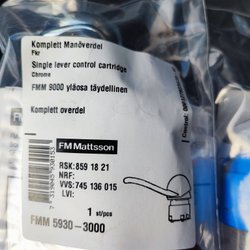 Komplett Manöverdel
Fkr
Single lever control cartridge
Chrome
FMM 9000 yläosa täydellinen
Komplett overdel
FM Mattsson
RSK:859 18 21
NRF:
VVS:745 136 015
LVI:
1 st/pcs
FMM 5930-3000